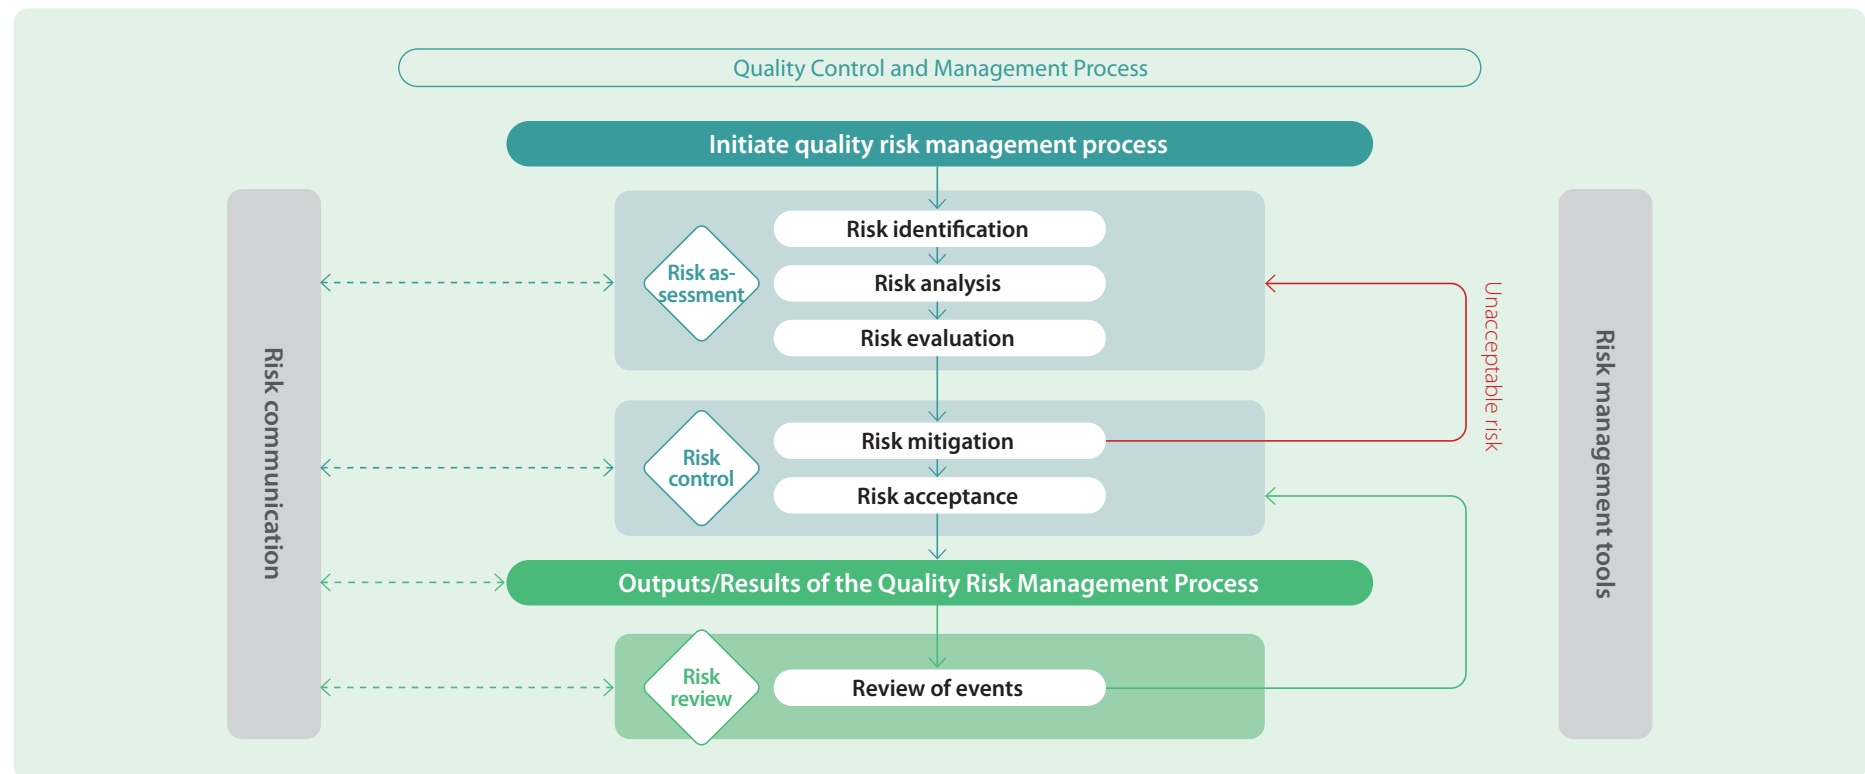 Quality Control and Management Process
Initiate quality risk management process
Risk communication
Risk as-
sessment
Risk identification
Risk analysis
Risk evaluation
Unacceptable risk
Risk management tools
Risk
control
Risk mitigation
Risk acceptance
Outputs/Results of the Quality Risk Management Process
Risk
review
Review of events